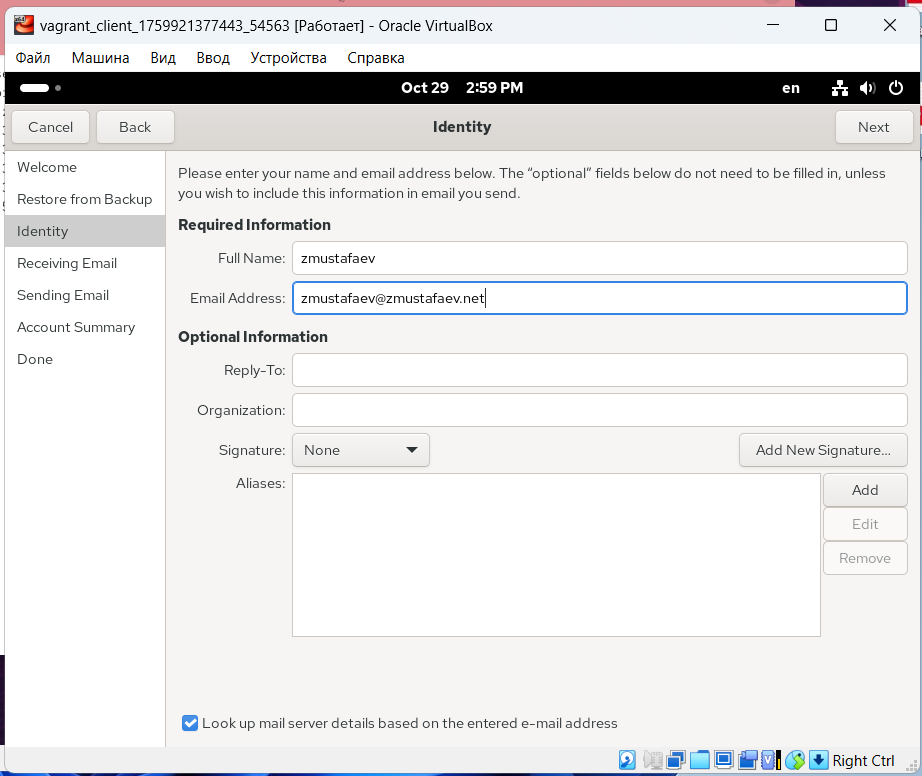 vagrant_client_1759921377443_54563 [Работает] - Oracle VirtualBox
Файл Машина Вид Ввод Устройства Справка
Oct 29 2:59 PM en
Cancel Back Identity Next
Welcome
Restore from Backup
Identity
Receiving Email
Sending Email
Account Summary
Done
Please enter your name and email address below. The “optional” fields below do not need to be filled in, unless
you wish to include this information in email you send.
Required Information
Full Name: zmustafaev
Email Address: zmustafaev@zmustafaev.net
Optional Information
Reply-To:
Organization:
Signature: None Add New Signature...
Aliases:
Add
Edit
Remove
Look up mail server details based on the entered e-mail address
Right Ctrl